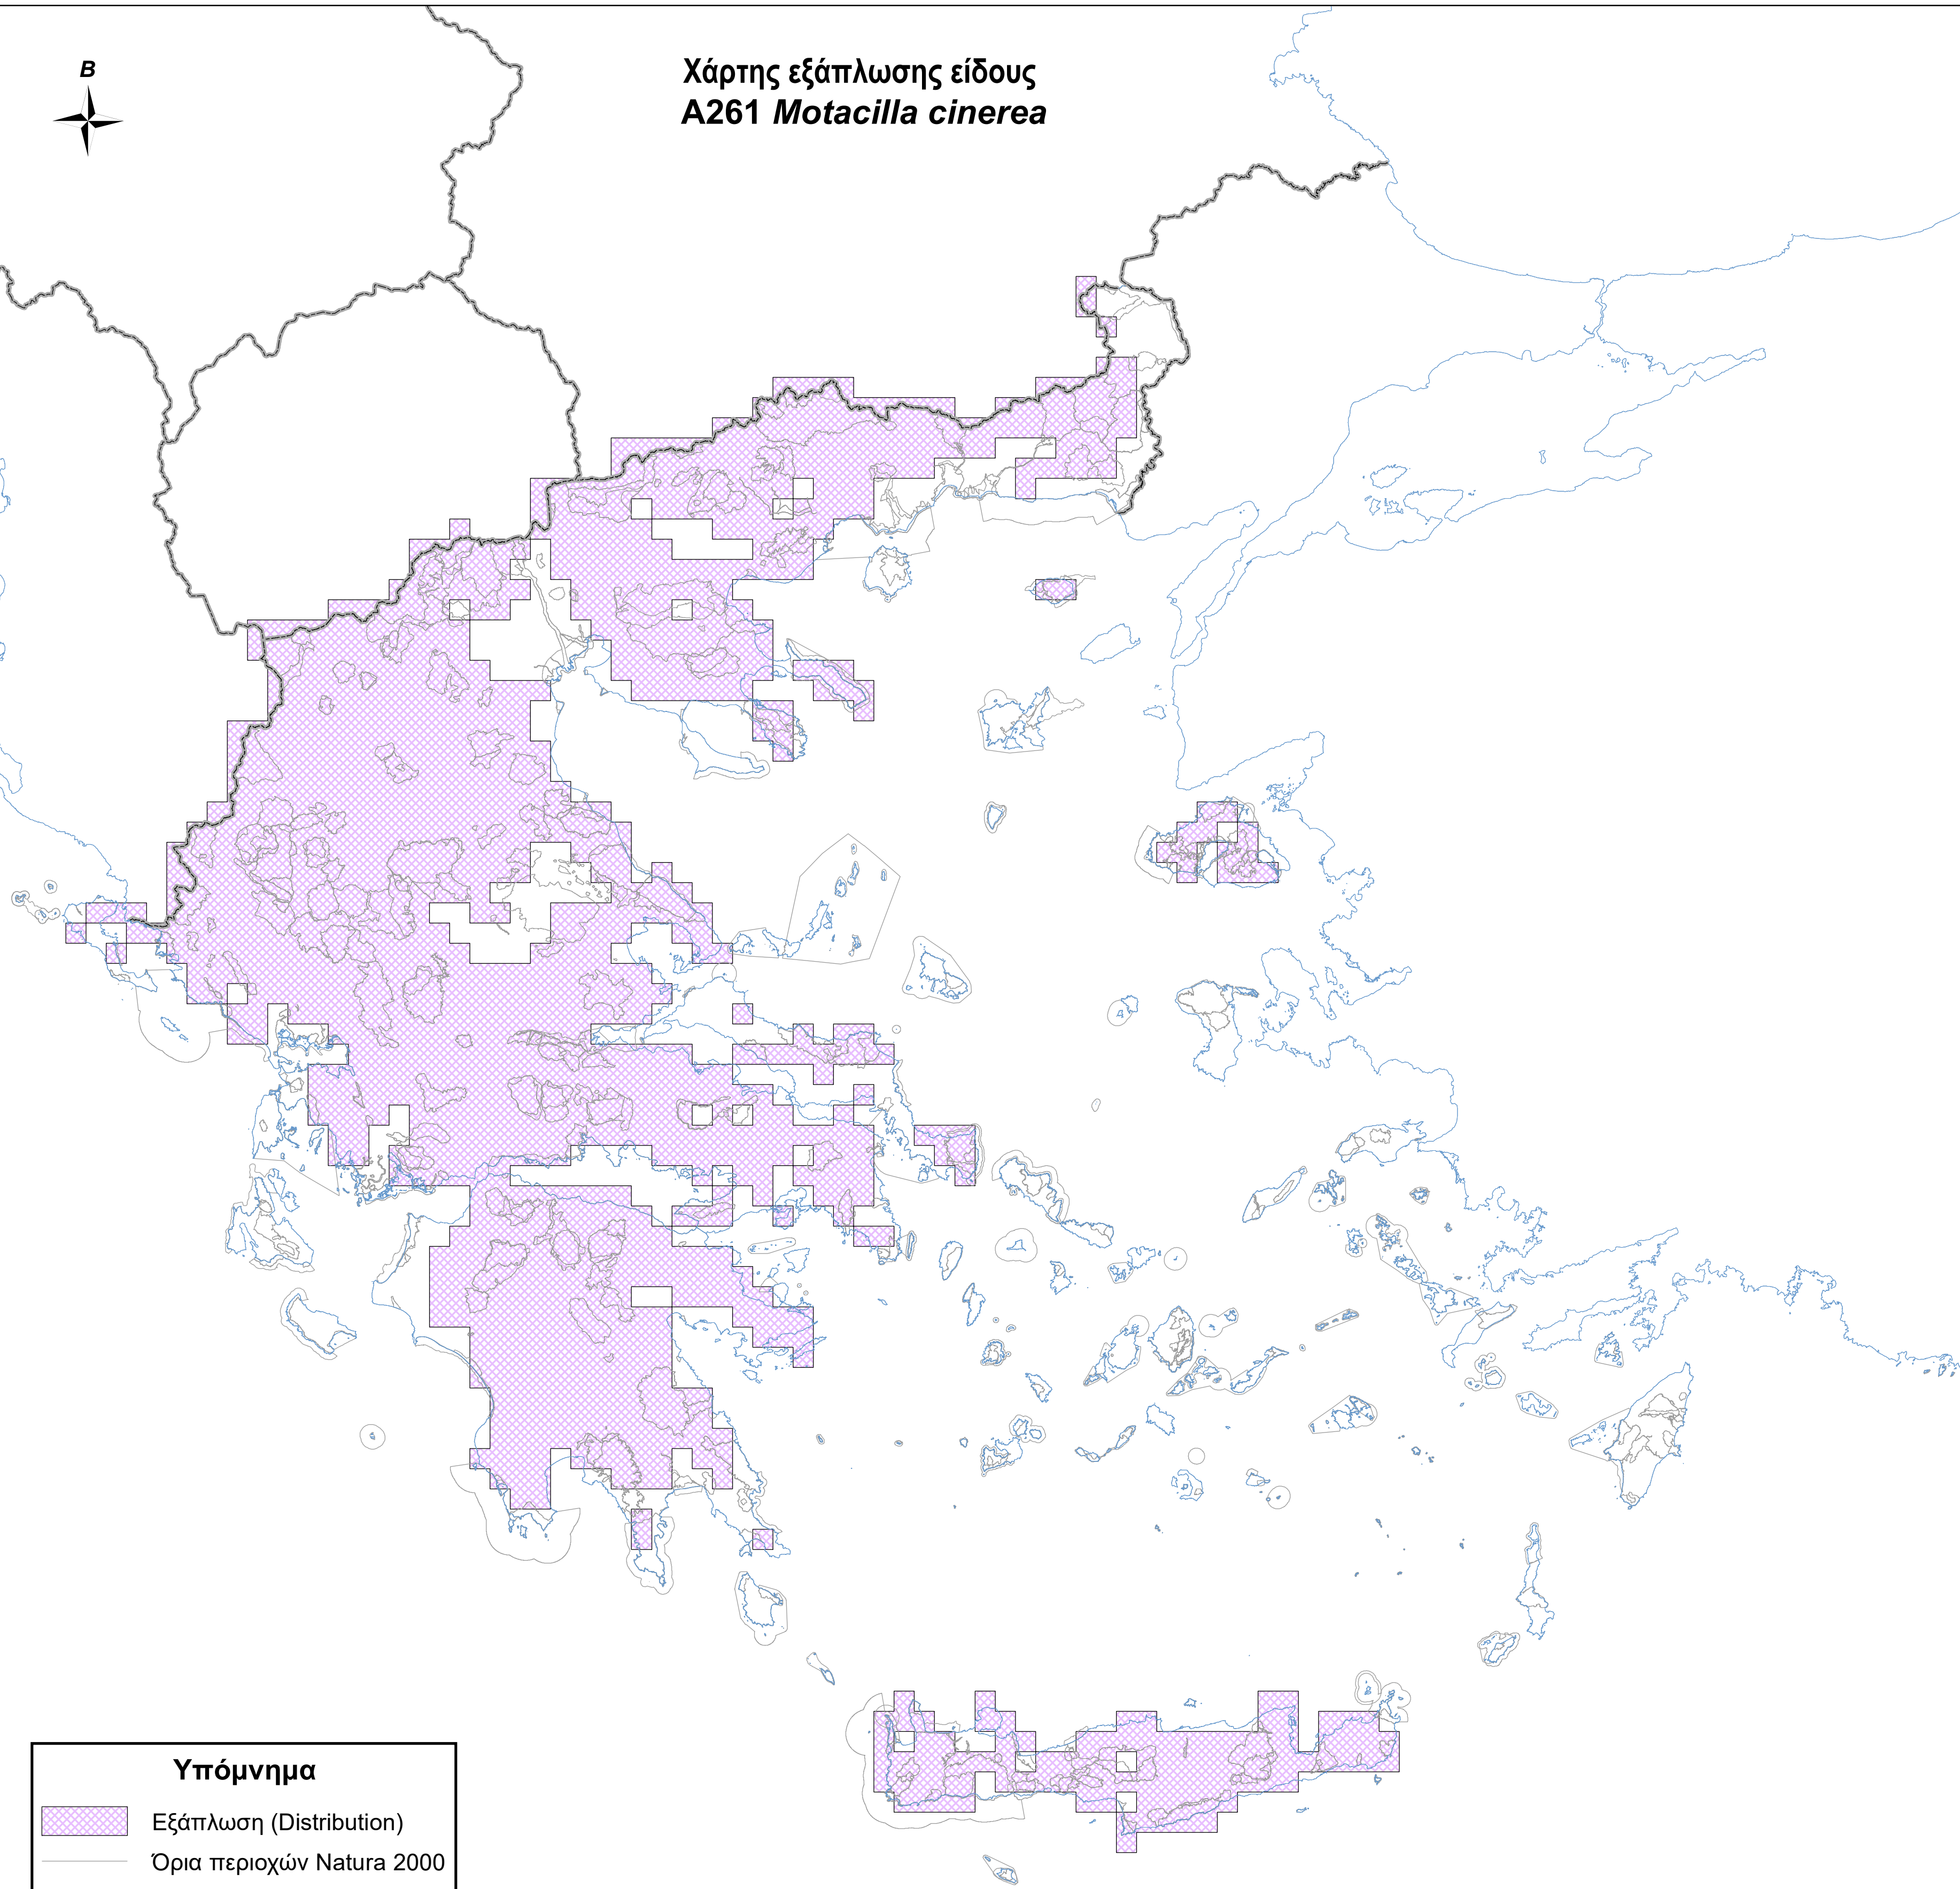 B
Χάρτης εξάπλωσης είδους
A261 Motacilla cinerea
Υπόμνημα
Εξάπλωση (Distribution)
Όρια περιοχών Natura 2000